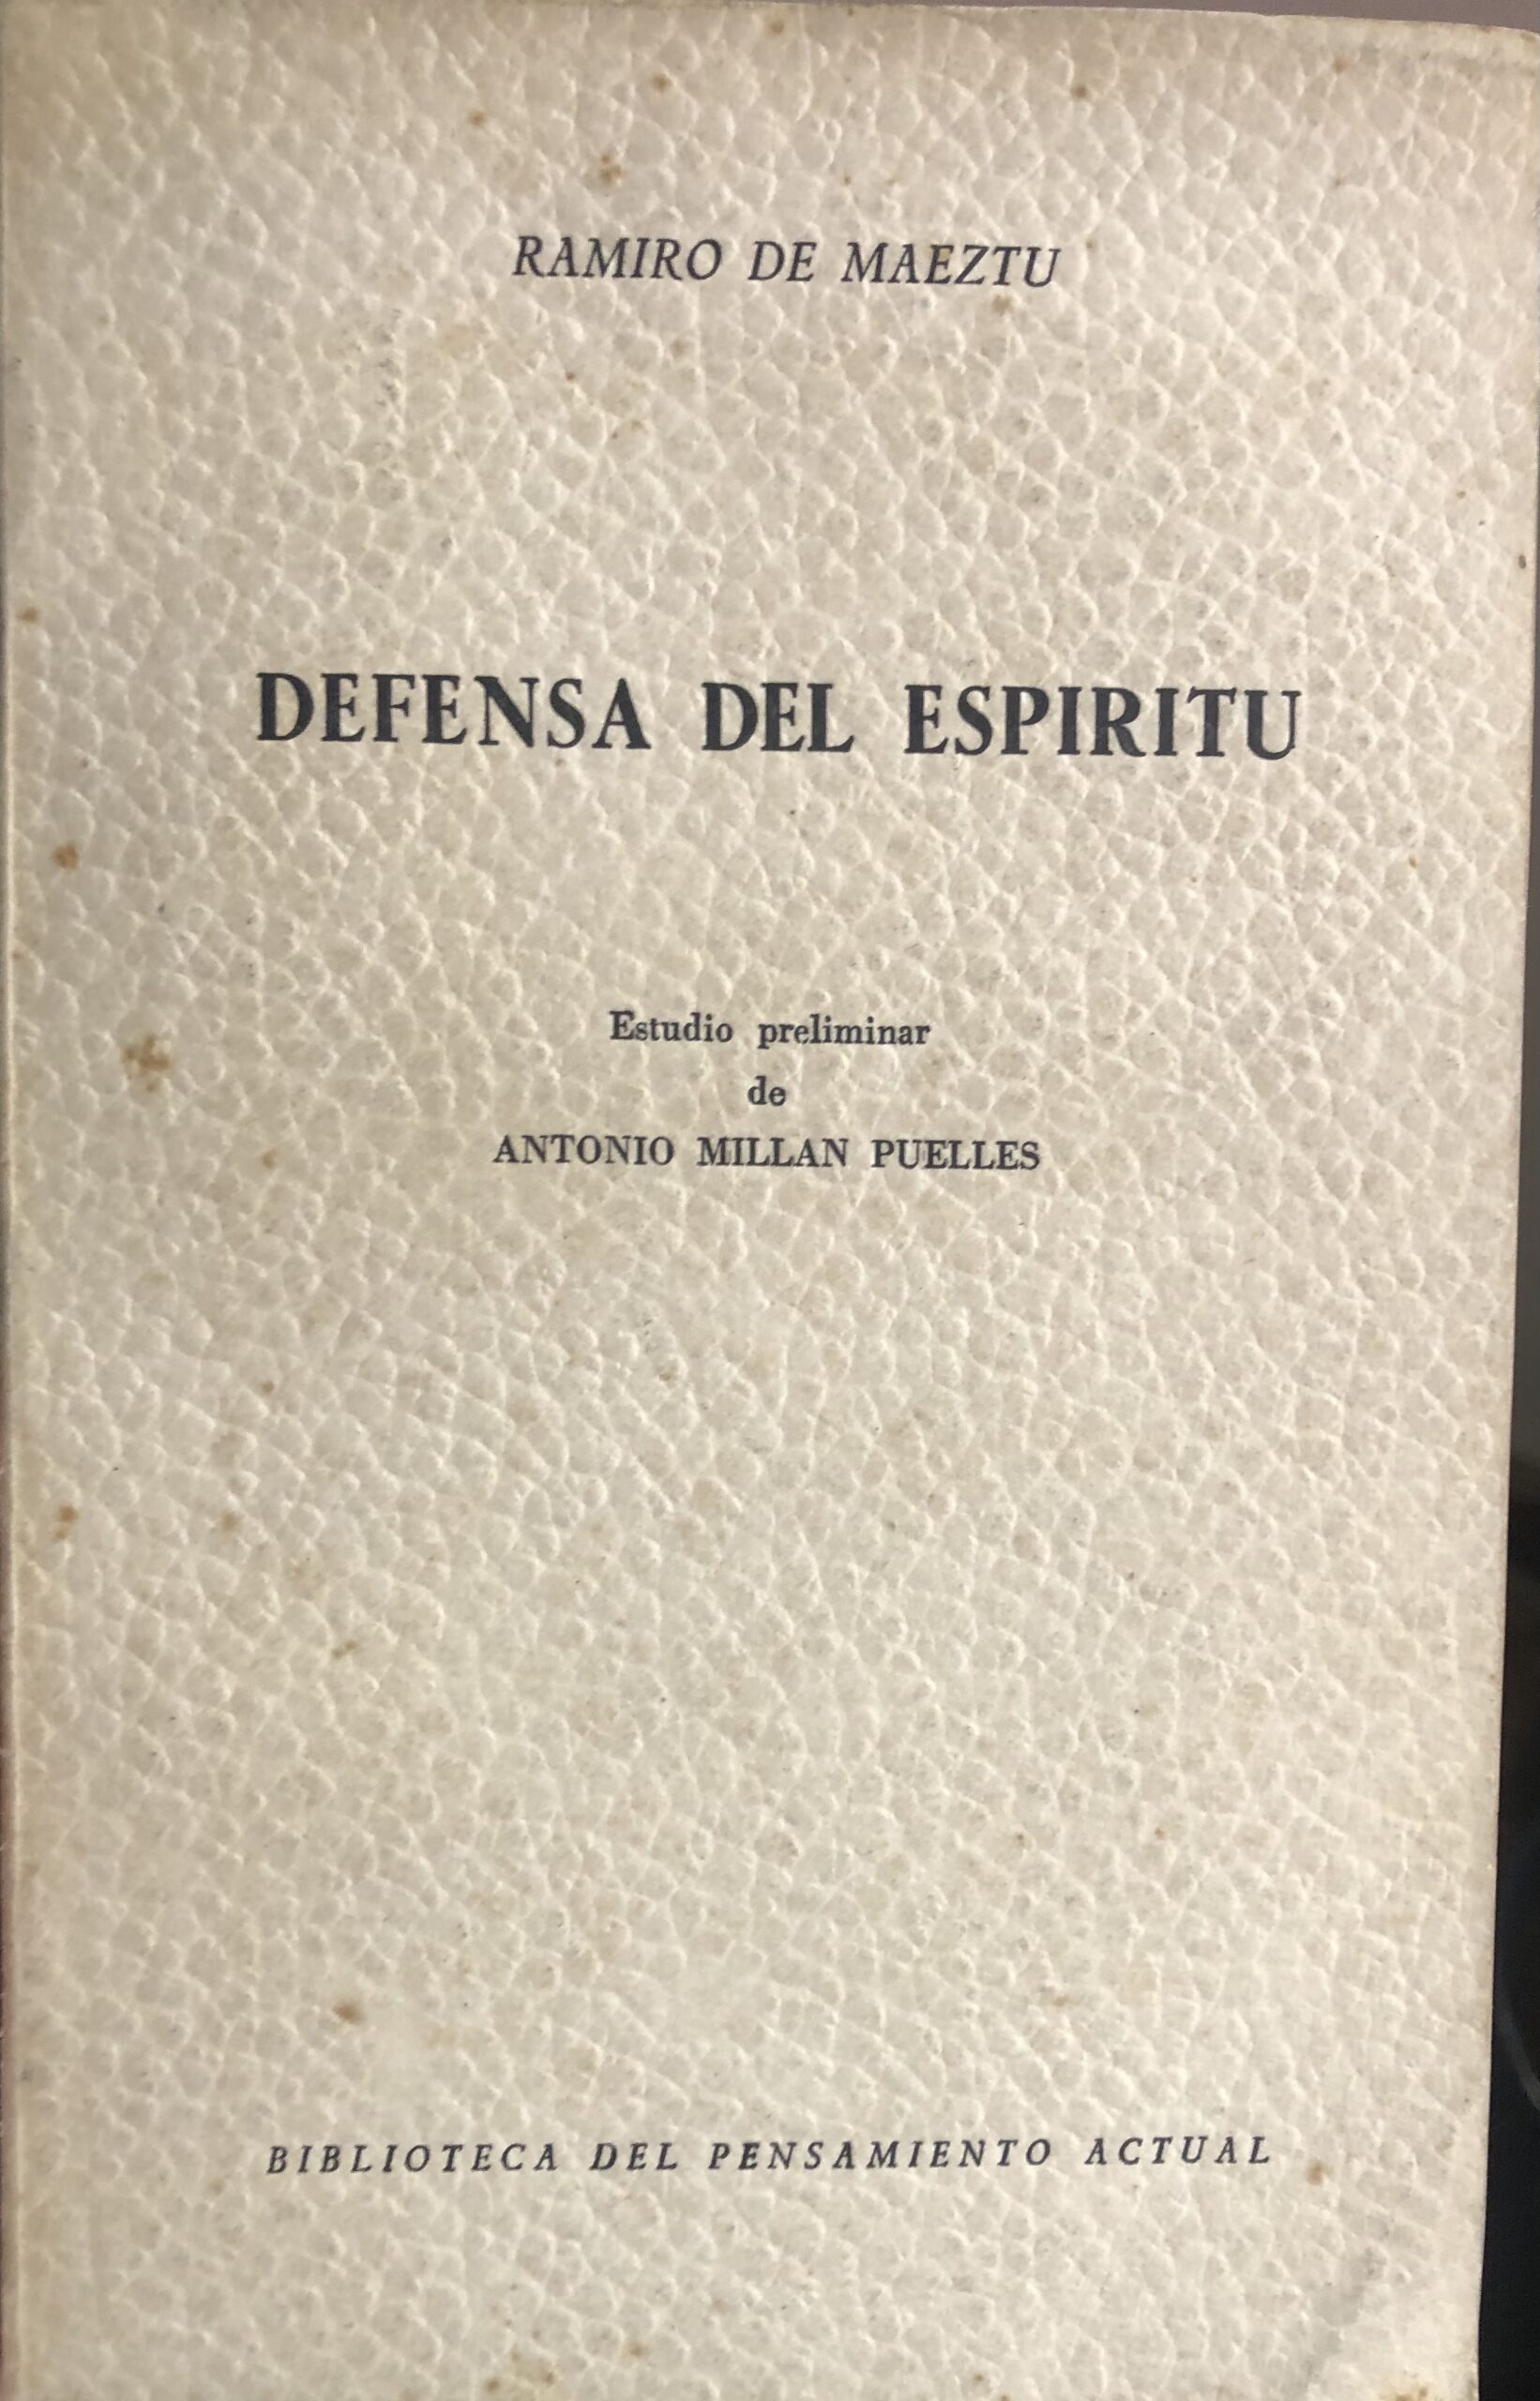 RAMIRO DE MAEZTU
DEFENSA DEL ESPIRITU
Estudio preliminar
de
ANTONIO MILLAN PUELLES
BIBLIOTECA DEL PENSAMIENTO ACTUAL